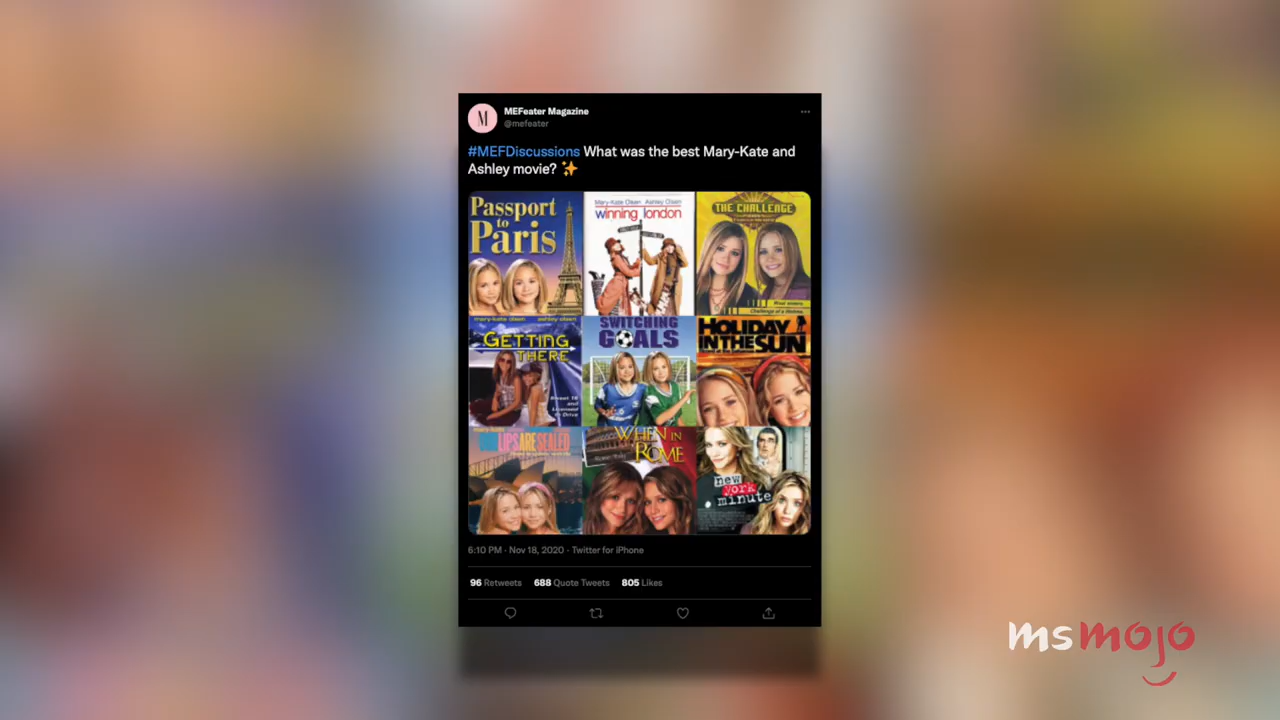 MEFeater Magazine
@mefeater
#MEFDiscussions What was the best Mary-Kate and
Ashley movie? ✨
Passport
to
Paris
Mary-Kate Olsen Ashley Olsen
winning london
THE CHALLENGE
mary-kate olsen ashley olsen
GETTING
THERE
SWITCHING
GOALS
HOLIDAY
IN THE SUN
LIPS ARE SEALED
WHEN IN
ROME
new
york
minute
6:10 PM · Nov 18, 2020 · Twitter for iPhone
96 Retweets 688 Quote Tweets 805 Likes
msmojo